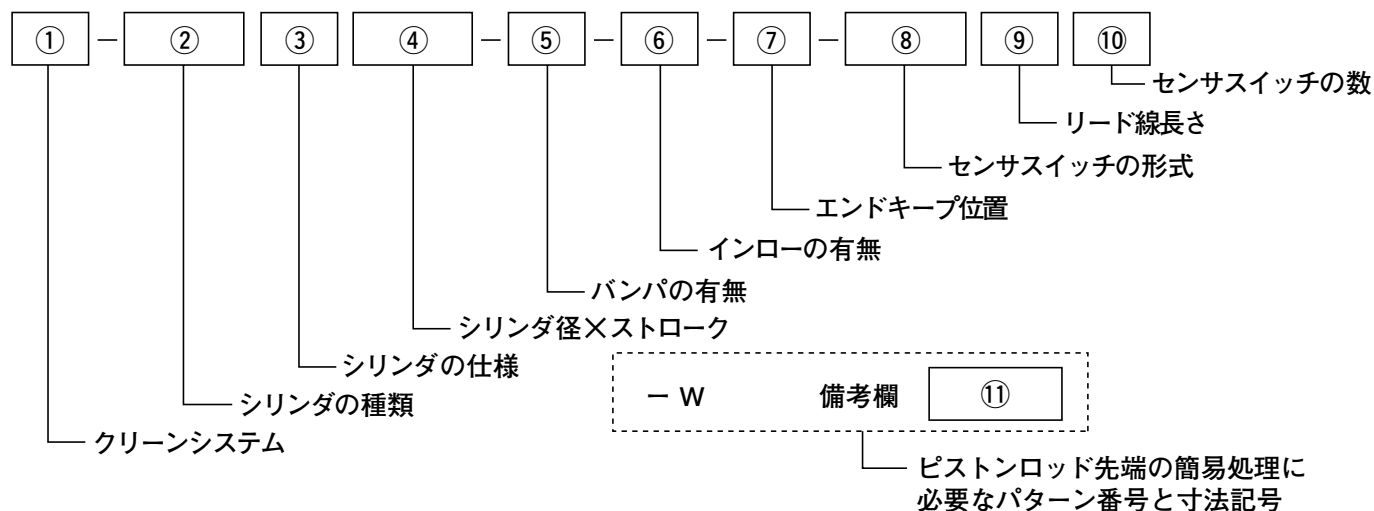 ① － ② ③ ④ － ⑤ － ⑥ － ⑦ － ⑧ ⑨ ⑩
センサスイッチの数
リード線長さ
センサスイッチの形式
エンドキープ位置
インローの有無
バンパの有無
シリンダ径×ストローク
シリンダの仕様
シリンダの種類
クリーンシステム
－ W 備考欄 ⑪
ピストンロッド先端の簡易処理に
必要なパターン番号と寸法記号